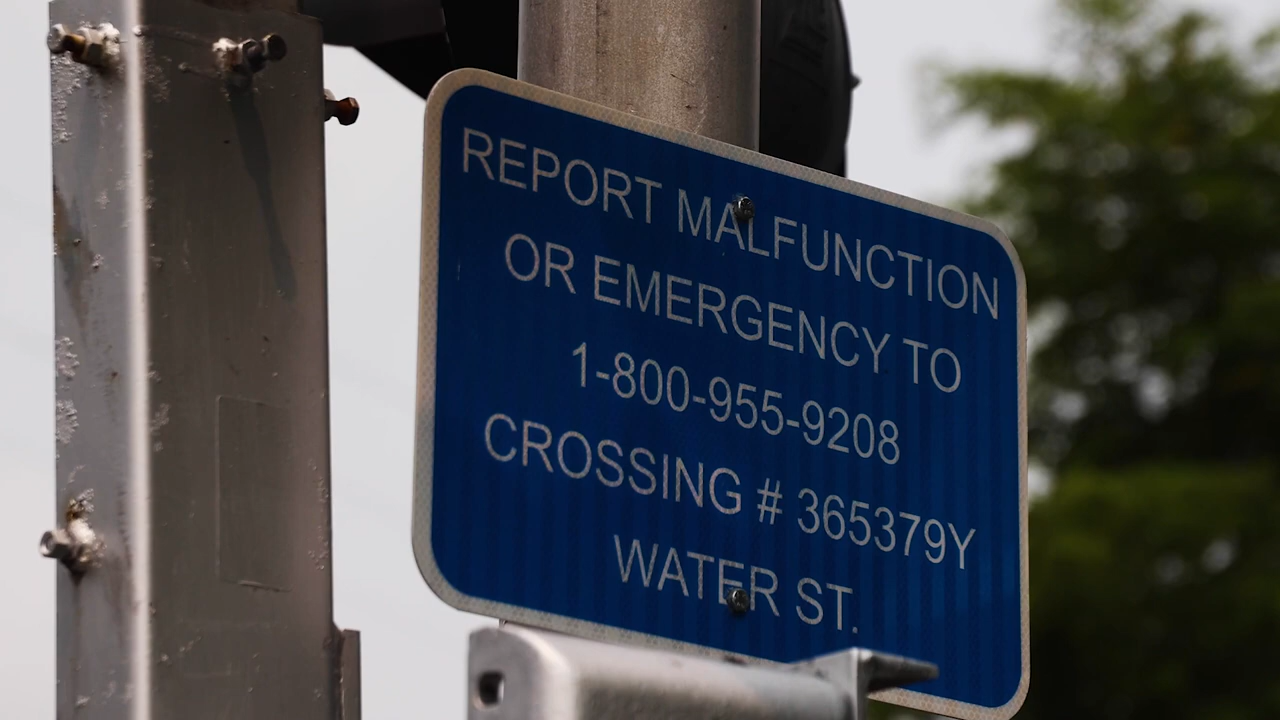 REPORT MALFUNCTION
OR EMERGENCY TO
1-800-955-9208
CROSSING # 365379Y
WATER ST.